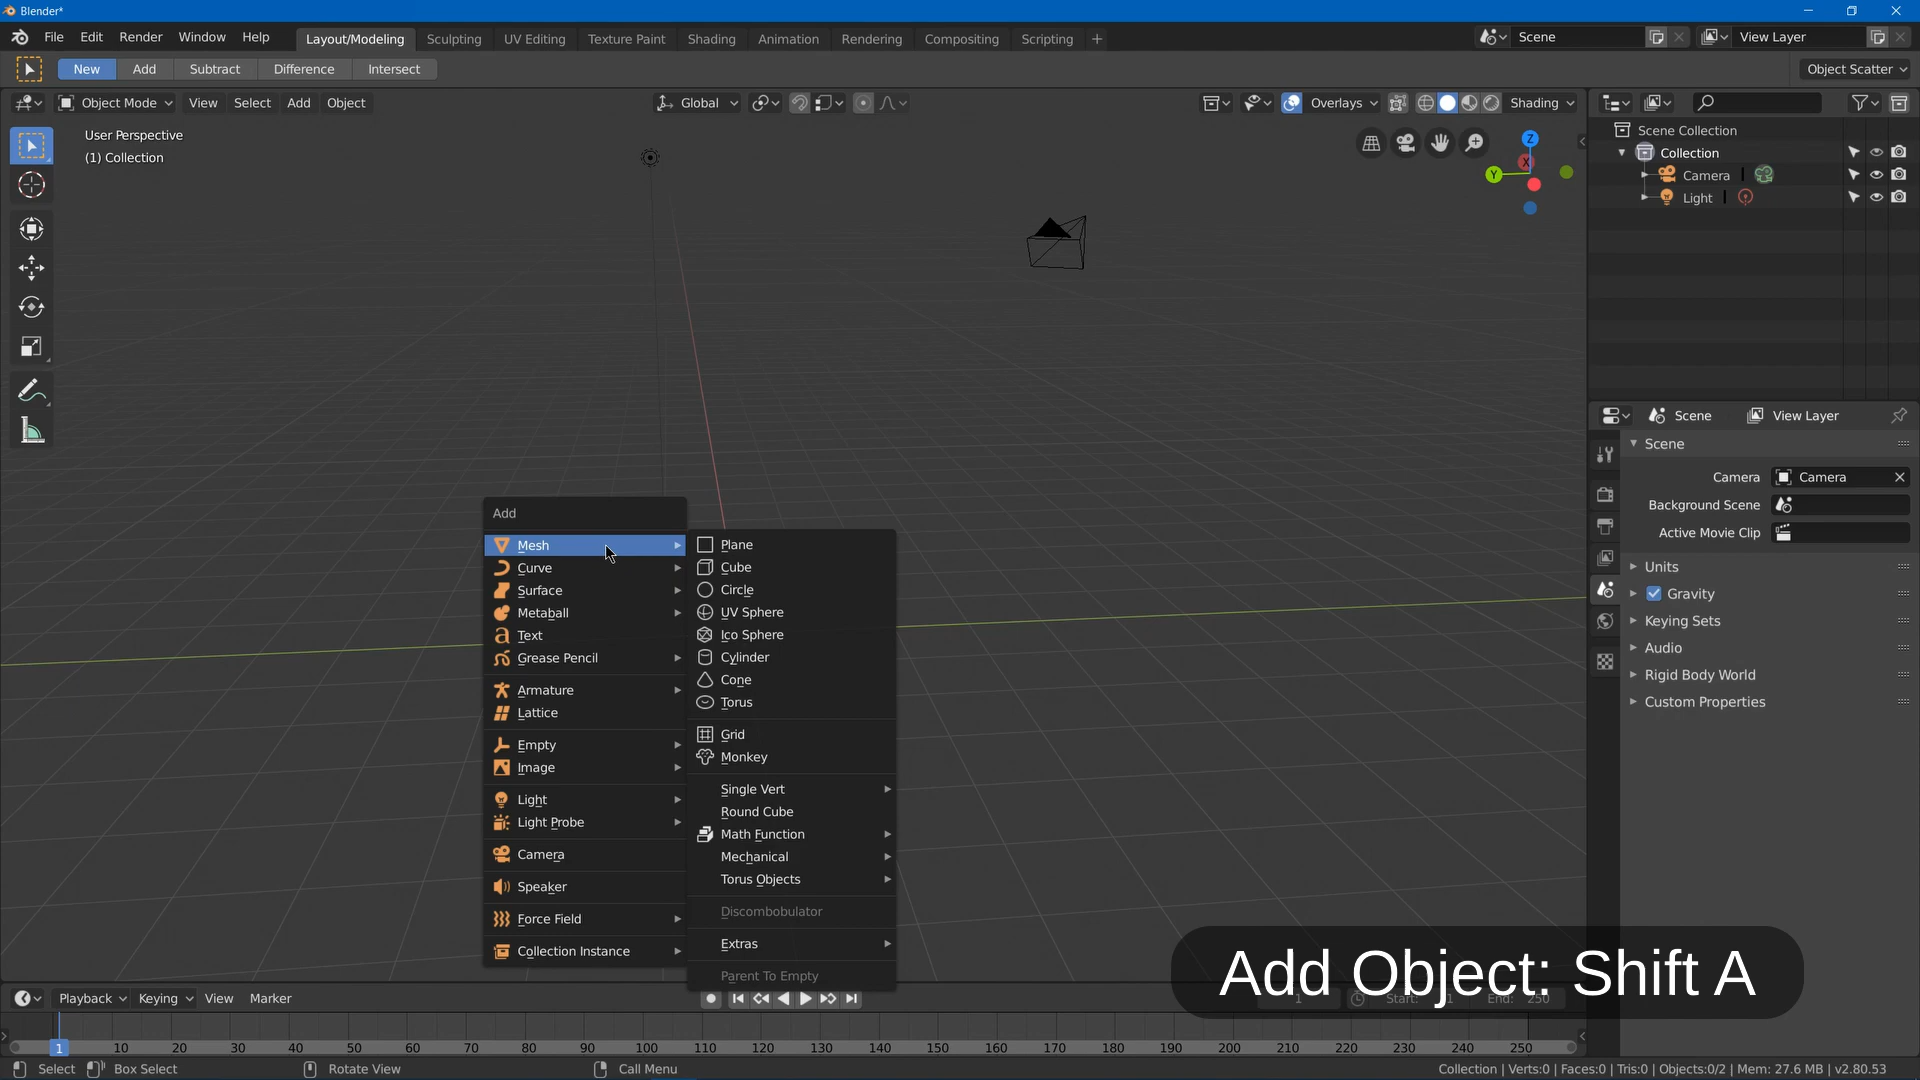 Blender*
File Edit Render Window Help Layout/Modeling Sculpting UV Editing Texture Paint Shading Animation Rendering Compositing Scripting + Scene View Layer
New Add Subtract Difference Intersect Object Scatter
Object Mode View Select Add Object Global Overlays Shading
User Perspective
(1) Collection
Z
X
Y
Scene Collection
Collection
Camera
Light
Scene View Layer
Scene
Camera Camera
Background Scene
Active Movie Clip
Units
Gravity
Keying Sets
Audio
Rigid Body World
Custom Properties
Add
Mesh
Curve
Surface
Metaball
Text
Grease Pencil
Armature
Lattice
Empty
Image
Light
Light Probe
Camera
Speaker
Force Field
Collection Instance
Plane
Cube
Circle
UV Sphere
Ico Sphere
Cylinder
Cone
Torus
Grid
Monkey
Single Vert
Round Cube
Math Function
Mechanical
Torus Objects
Discombobulator
Extras
Parent To Empty
Add Object: Shift A
Playback Keying View Marker 1 Start: 1 End: 250
1 10 20 30 40 50 60 70 80 90 100 110 120 130 140 150 160 170 180 190 200 210 220 230 240 250
Select Box Select Rotate View Call Menu Collection | Verts:0 | Faces:0 | Tris:0 | Objects:0/2 | Mem: 27.6 MB | v2.80.53